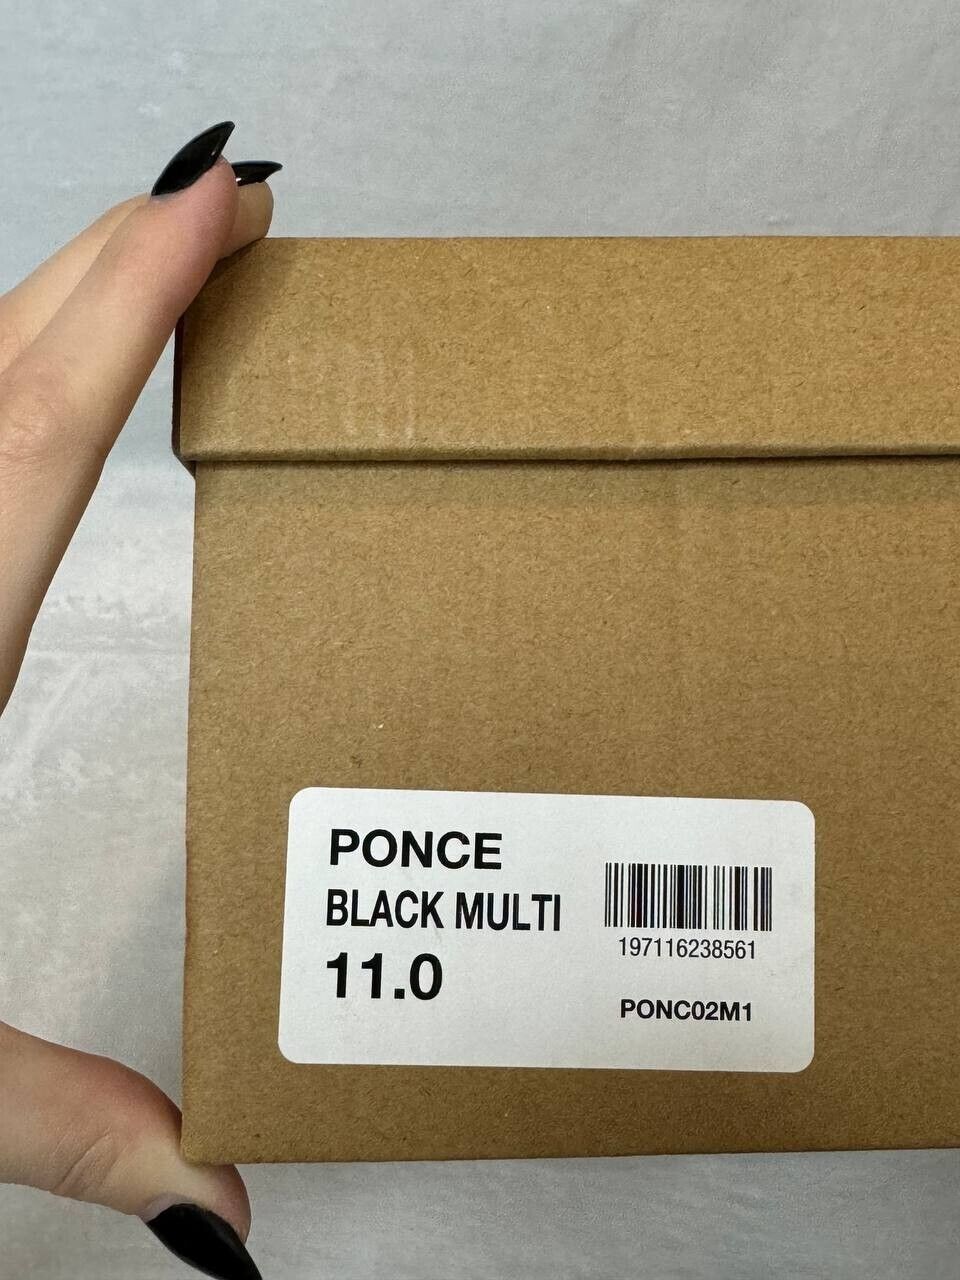 PONCE
BLACK MULTI
11.0
197116238561
PONC02M1